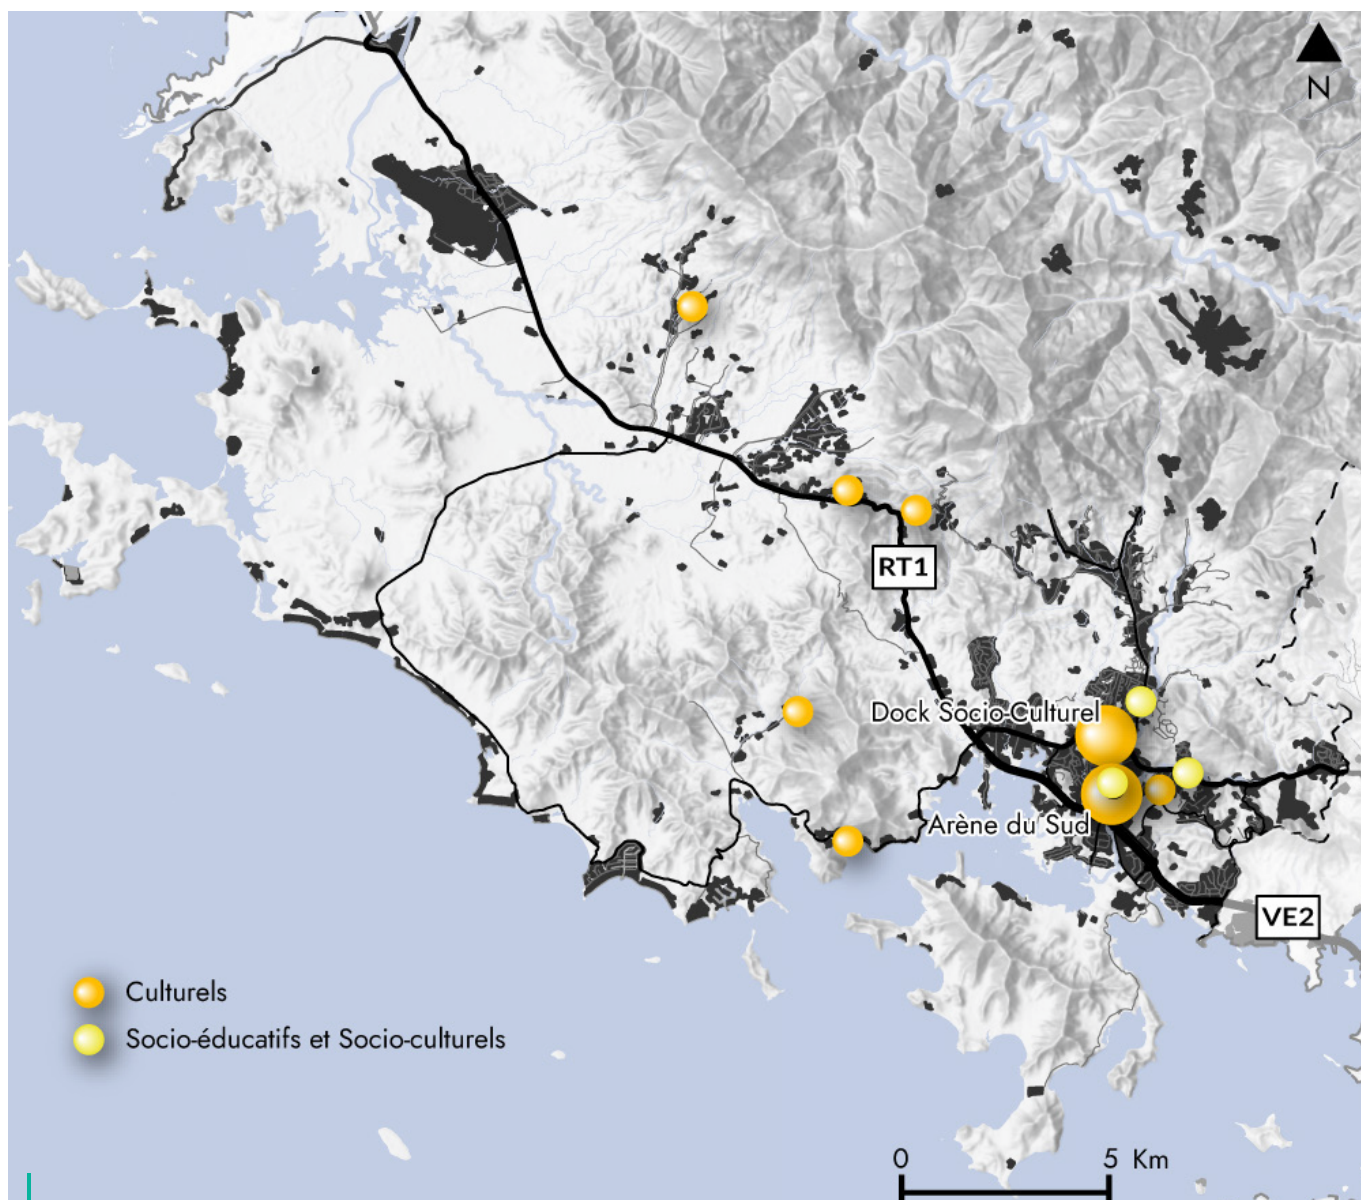 N
RT1
Dock Socio-Culturel
Arène du Sud
VE2
Culturels
Socio-éducatifs et Socio-culturels
0 5 Km